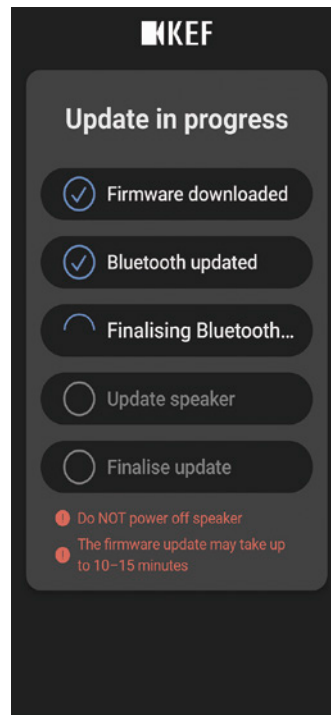 KEF
Update in progress
Firmware downloaded
Bluetooth updated
Finalising Bluetooth...
Update speaker
Finalise update
Do NOT power off speaker
The firmware update may take up
to 10–15 minutes